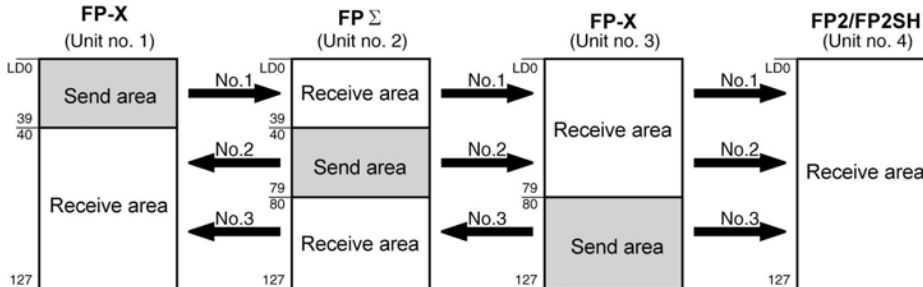 FP-X
(Unit no. 1)
FP Σ
(Unit no. 2)
FP-X
(Unit no. 3)
FP2/FP2SH
(Unit no. 4)
LD0
Send area
39
40
Receive area
127
No.1
No.2
No.3
LD0
Receive area
39
40
Send area
79
80
Receive area
127
No.1
No.2
No.3
LD0
Receive area
79
80
Send area
127
No.1
No.2
No.3
LD0
Receive area
127